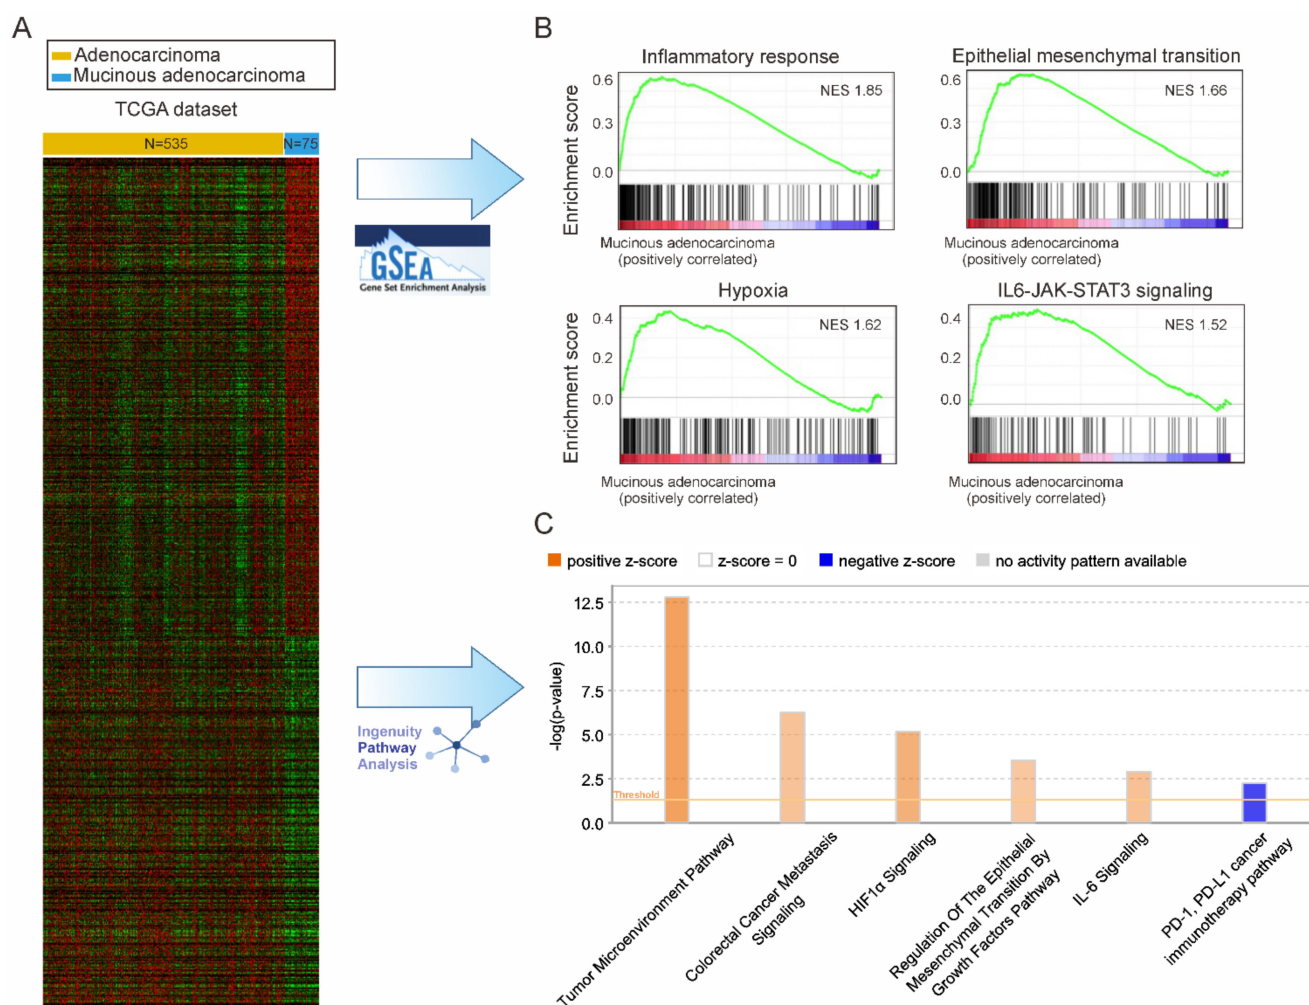 A
Adenocarcinoma
Mucinous adenocarcinoma
TCGA dataset
N=535
N=75
GSEA
Gene Set Enrichment Analysis
Ingenuity
Pathway
Analysis
B
Inflammatory response
Enrichment score
0.6
0.3
0.0
NES 1.85
Mucinous adenocarcinoma
(positively correlated)
Epithelial mesenchymal transition
0.6
0.3
0.0
NES 1.66
Mucinous adenocarcinoma
(positively correlated)
Hypoxia
Enrichment score
0.4
0.2
0.0
NES 1.62
Mucinous adenocarcinoma
(positively correlated)
IL6-JAK-STAT3 signaling
0.4
0.2
0.0
NES 1.52
Mucinous adenocarcinoma
(positively correlated)
C
positive z-score
z-score = 0
negative z-score
no activity pattern available
-log(p-value)
12.5
10.0
7.5
5.0
2.5
0.0
Threshold
Tumor Microenvironment Pathway
Colorectal Cancer Metastasis
Signaling
HIF1α Signaling
Regulation Of The Epithelial
Mesenchymal Transition By
Growth Factors Pathway
IL-6 Signaling
PD-1, PD-L1 cancer
immunotherapy pathway